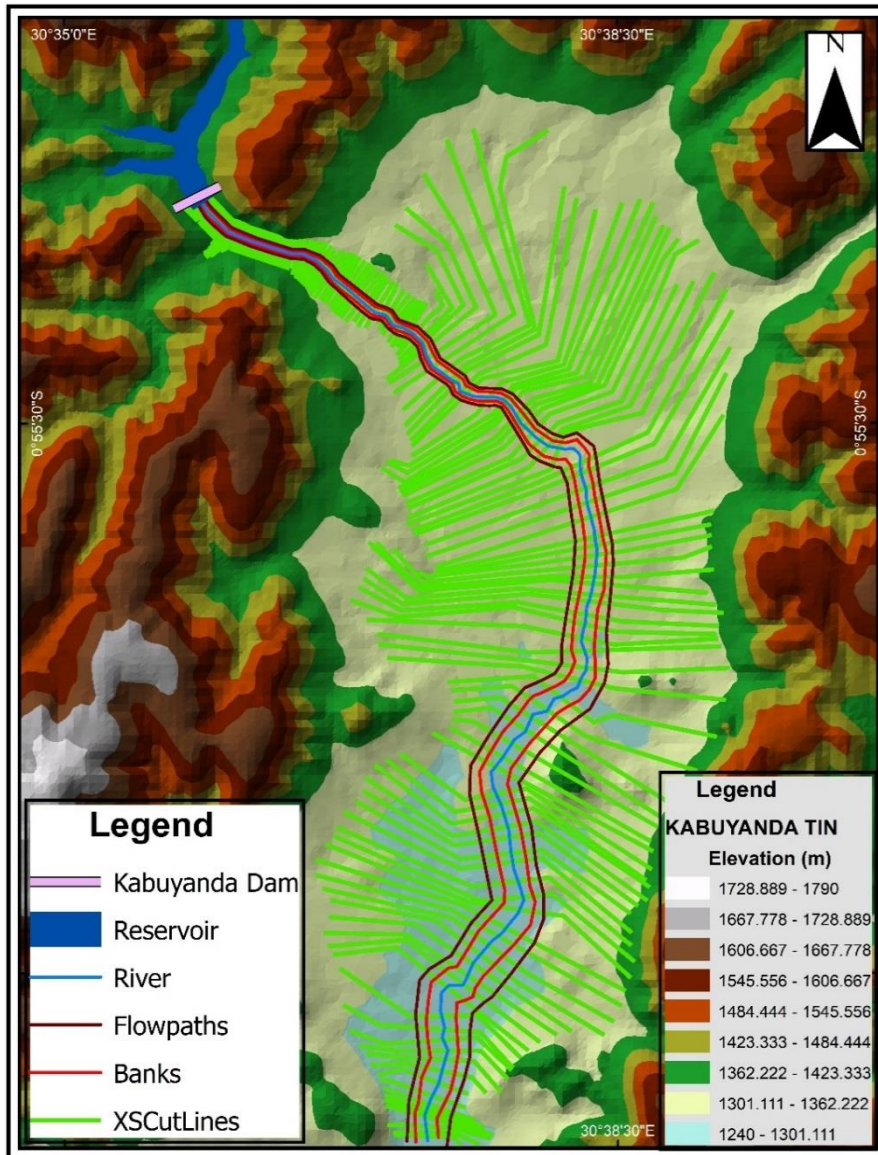 30°35'0"E
30°38'30"E
N
0°55'30"S
0°55'30"S
Legend
Kabuyanda Dam
Reservoir
River
Flowpaths
Banks
XSCutLines
Legend
KABUYANDA TIN
Elevation (m)
1728.889 - 1790
1667.778 - 1728.889
1606.667 - 1667.778
1545.556 - 1606.667
1484.444 - 1545.556
1423.333 - 1484.444
1362.222 - 1423.333
1301.111 - 1362.222
1240 - 1301.111
30°38'30"E